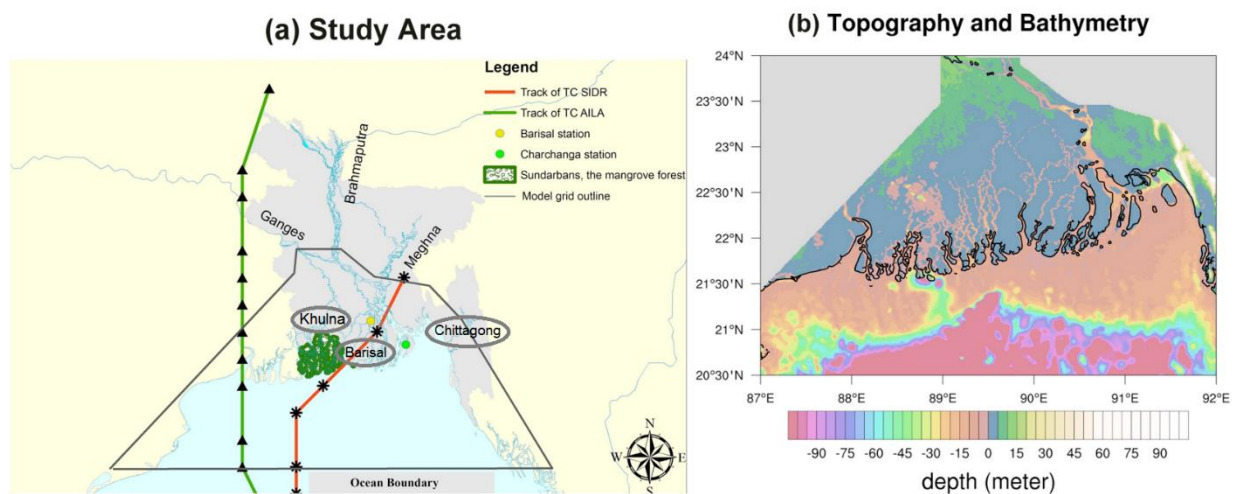 (a) Study Area
Legend
Track of TC SIDR
Track of TC AILA
Barisal station
Charchanga station
Sundarbans, the mangrove forest
Model grid outline
Brahmaputra
Ganges
Meghna
Khulna
Chittagong
Barisal
N
W E
S
Ocean Boundary
(b) Topography and Bathymetry
24°N
23°30'N
23°N
22°30'N
22°N
21°30'N
21°N
20°30'N
87°E 88°E 89°E 90°E 91°E 92°E
-90 -75 -60 -45 -30 -15 0 15 30 45 60 75 90
depth (meter)